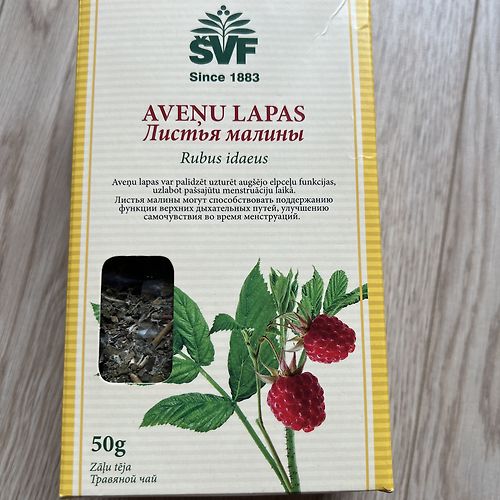 ŠVF
Since 1883
AVEŅU LAPAS
Листья малины
Rubus idaeus
Aveņu lapas var palīdzēt uzturēt augšējo elpceļu funkcijas,
uzlabot pašsajūtu menstruāciju laikā.
Листья малины могут способствовать поддержанию
функции верхних дыхательных путей, улучшению
самочувствия во время менструаций.
50g
Zāļu tēja
Травяной чай